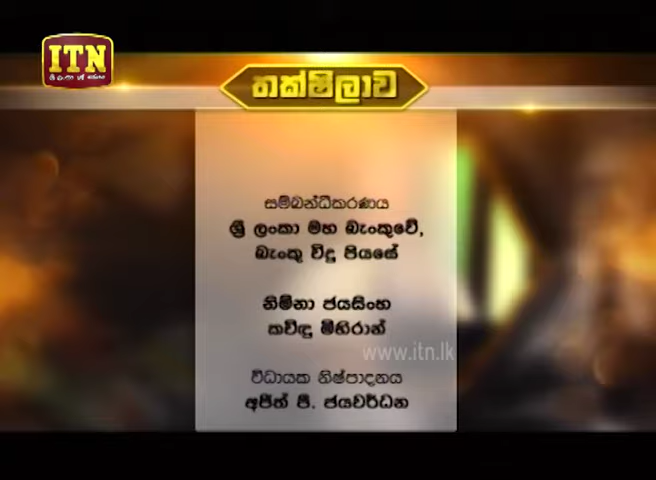 ITN
තක්ෂිලාව
සම්බන්ධීකරණය
ශ්‍රී ලංකා මහ බැංකුවේ,
බැංකු විදු පියසේ
නිම්නා ජයසිංහ
කවිඳු මිහිරාන්
www.itn.lk
විධායක නිෂ්පාදනය
අජිත් පී. ජයවර්ධන